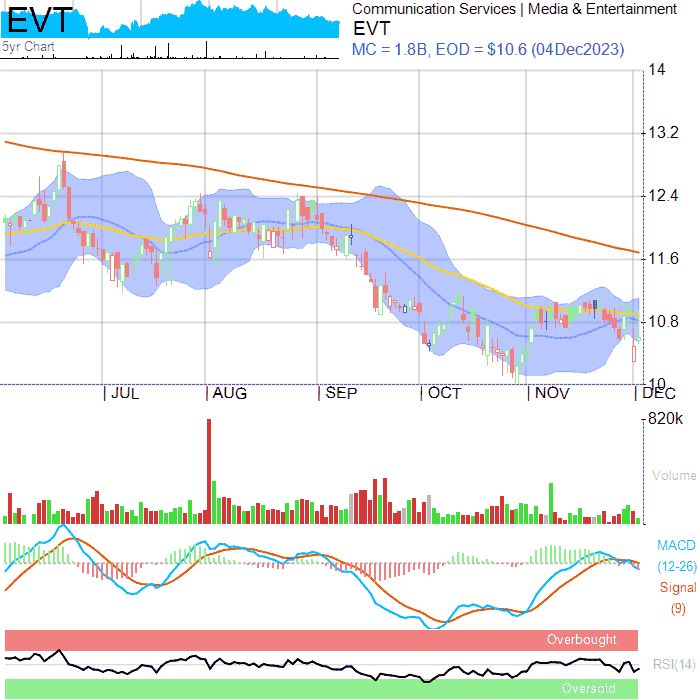 EVT
5yr Chart
Communication Services | Media & Entertainment
EVT
MC = 1.8B, EOD = $10.6 (04Dec2023)
14
13.2
12.4
11.6
10.8
10
JUL
AUG
SEP
OCT
NOV
DEC
820k
Volume
MACD
(12-26)
Signal
(9)
Overbought
RSI(14)
Oversold